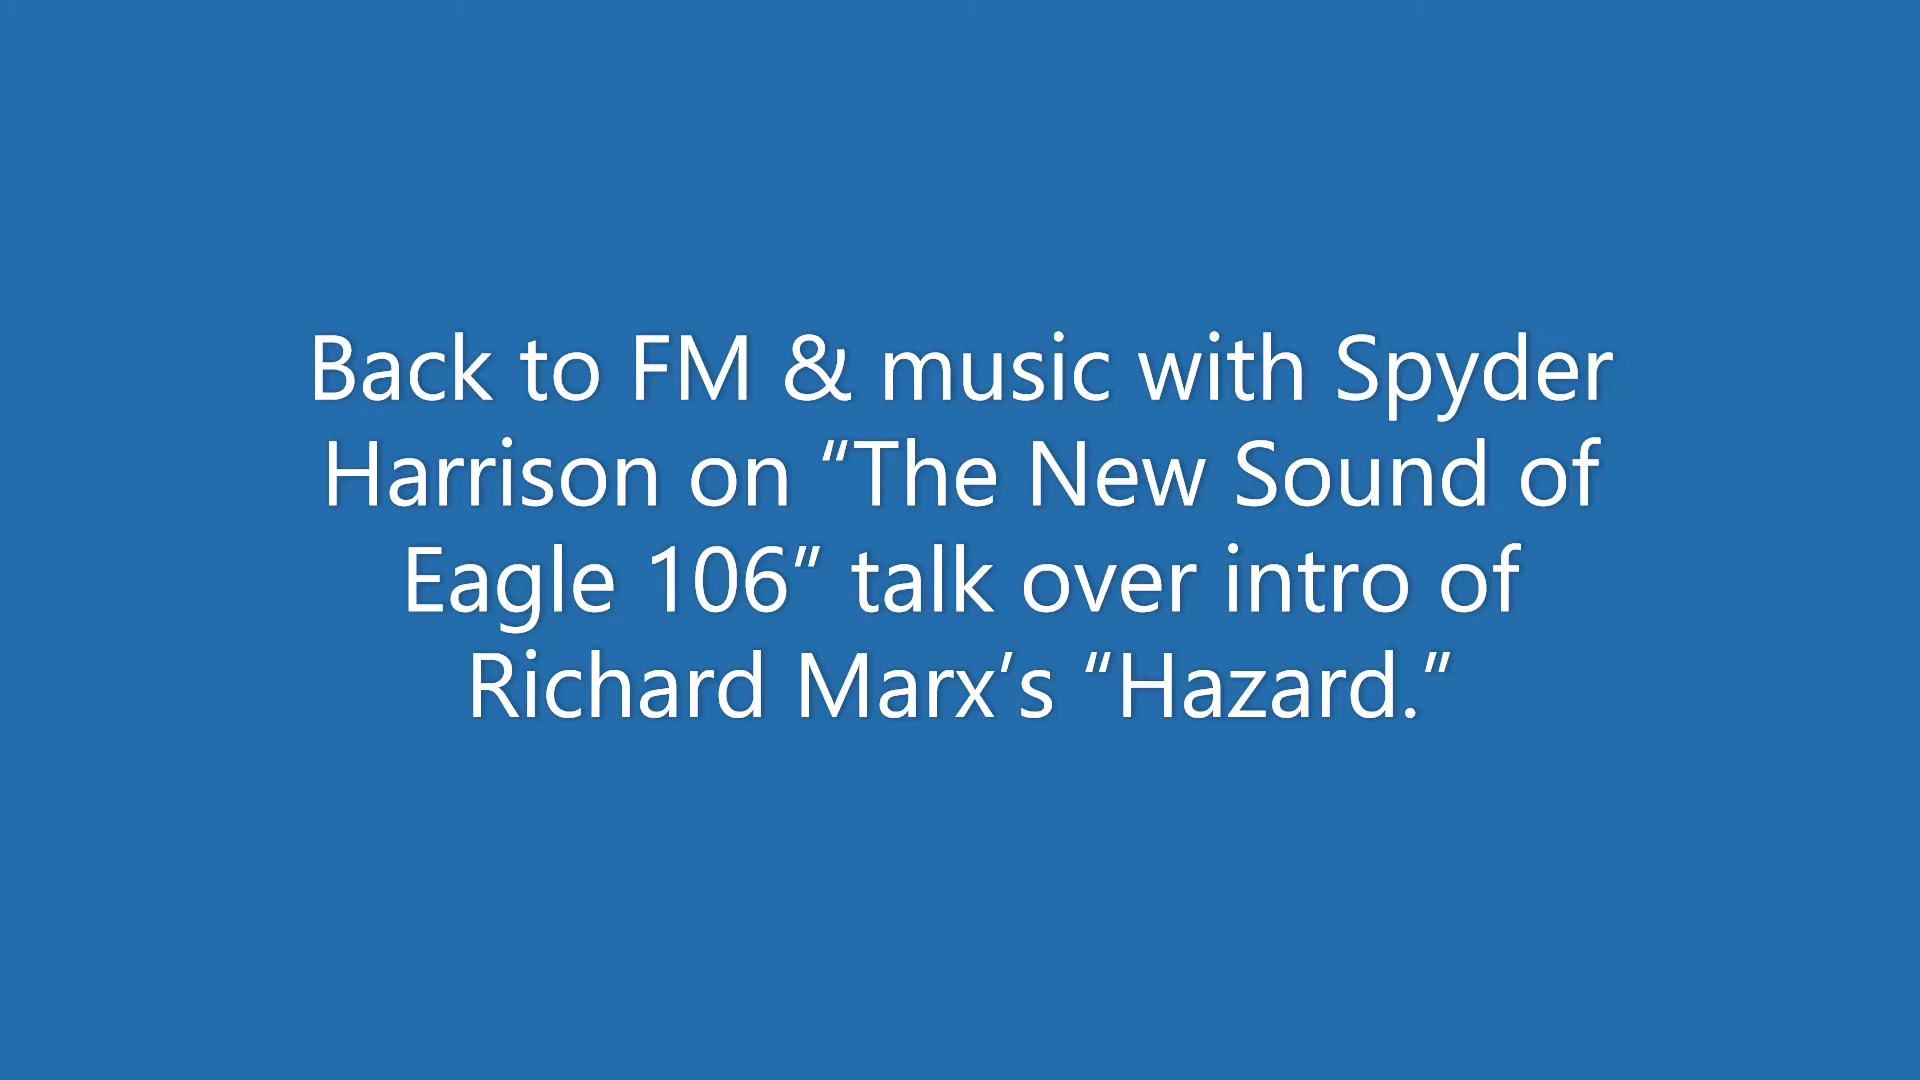 Back to FM & music with Spyder
Harrison on “The New Sound of
Eagle 106” talk over intro of
Richard Marx’s “Hazard.”